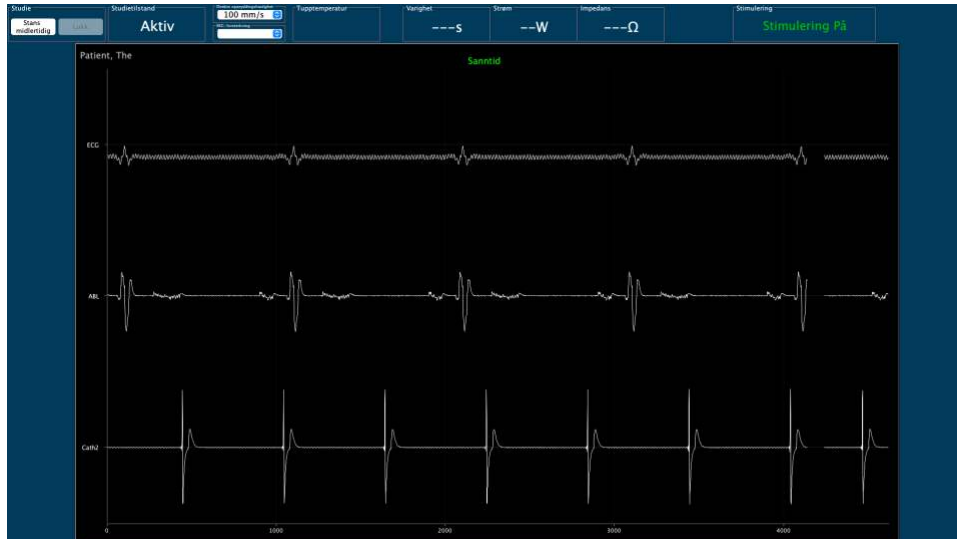 Studie
Stans
midlertidig
Lukk
Studietilstand
Aktiv
100 mm/s
Tupptemperatur
Varighet
---s
Strøm
--W
Impedans
---Ω
Stimulering
Stimulering På
Patient, The
Sanntid
ECG
ABL
Cath2
0
1000
2000
3000
4000